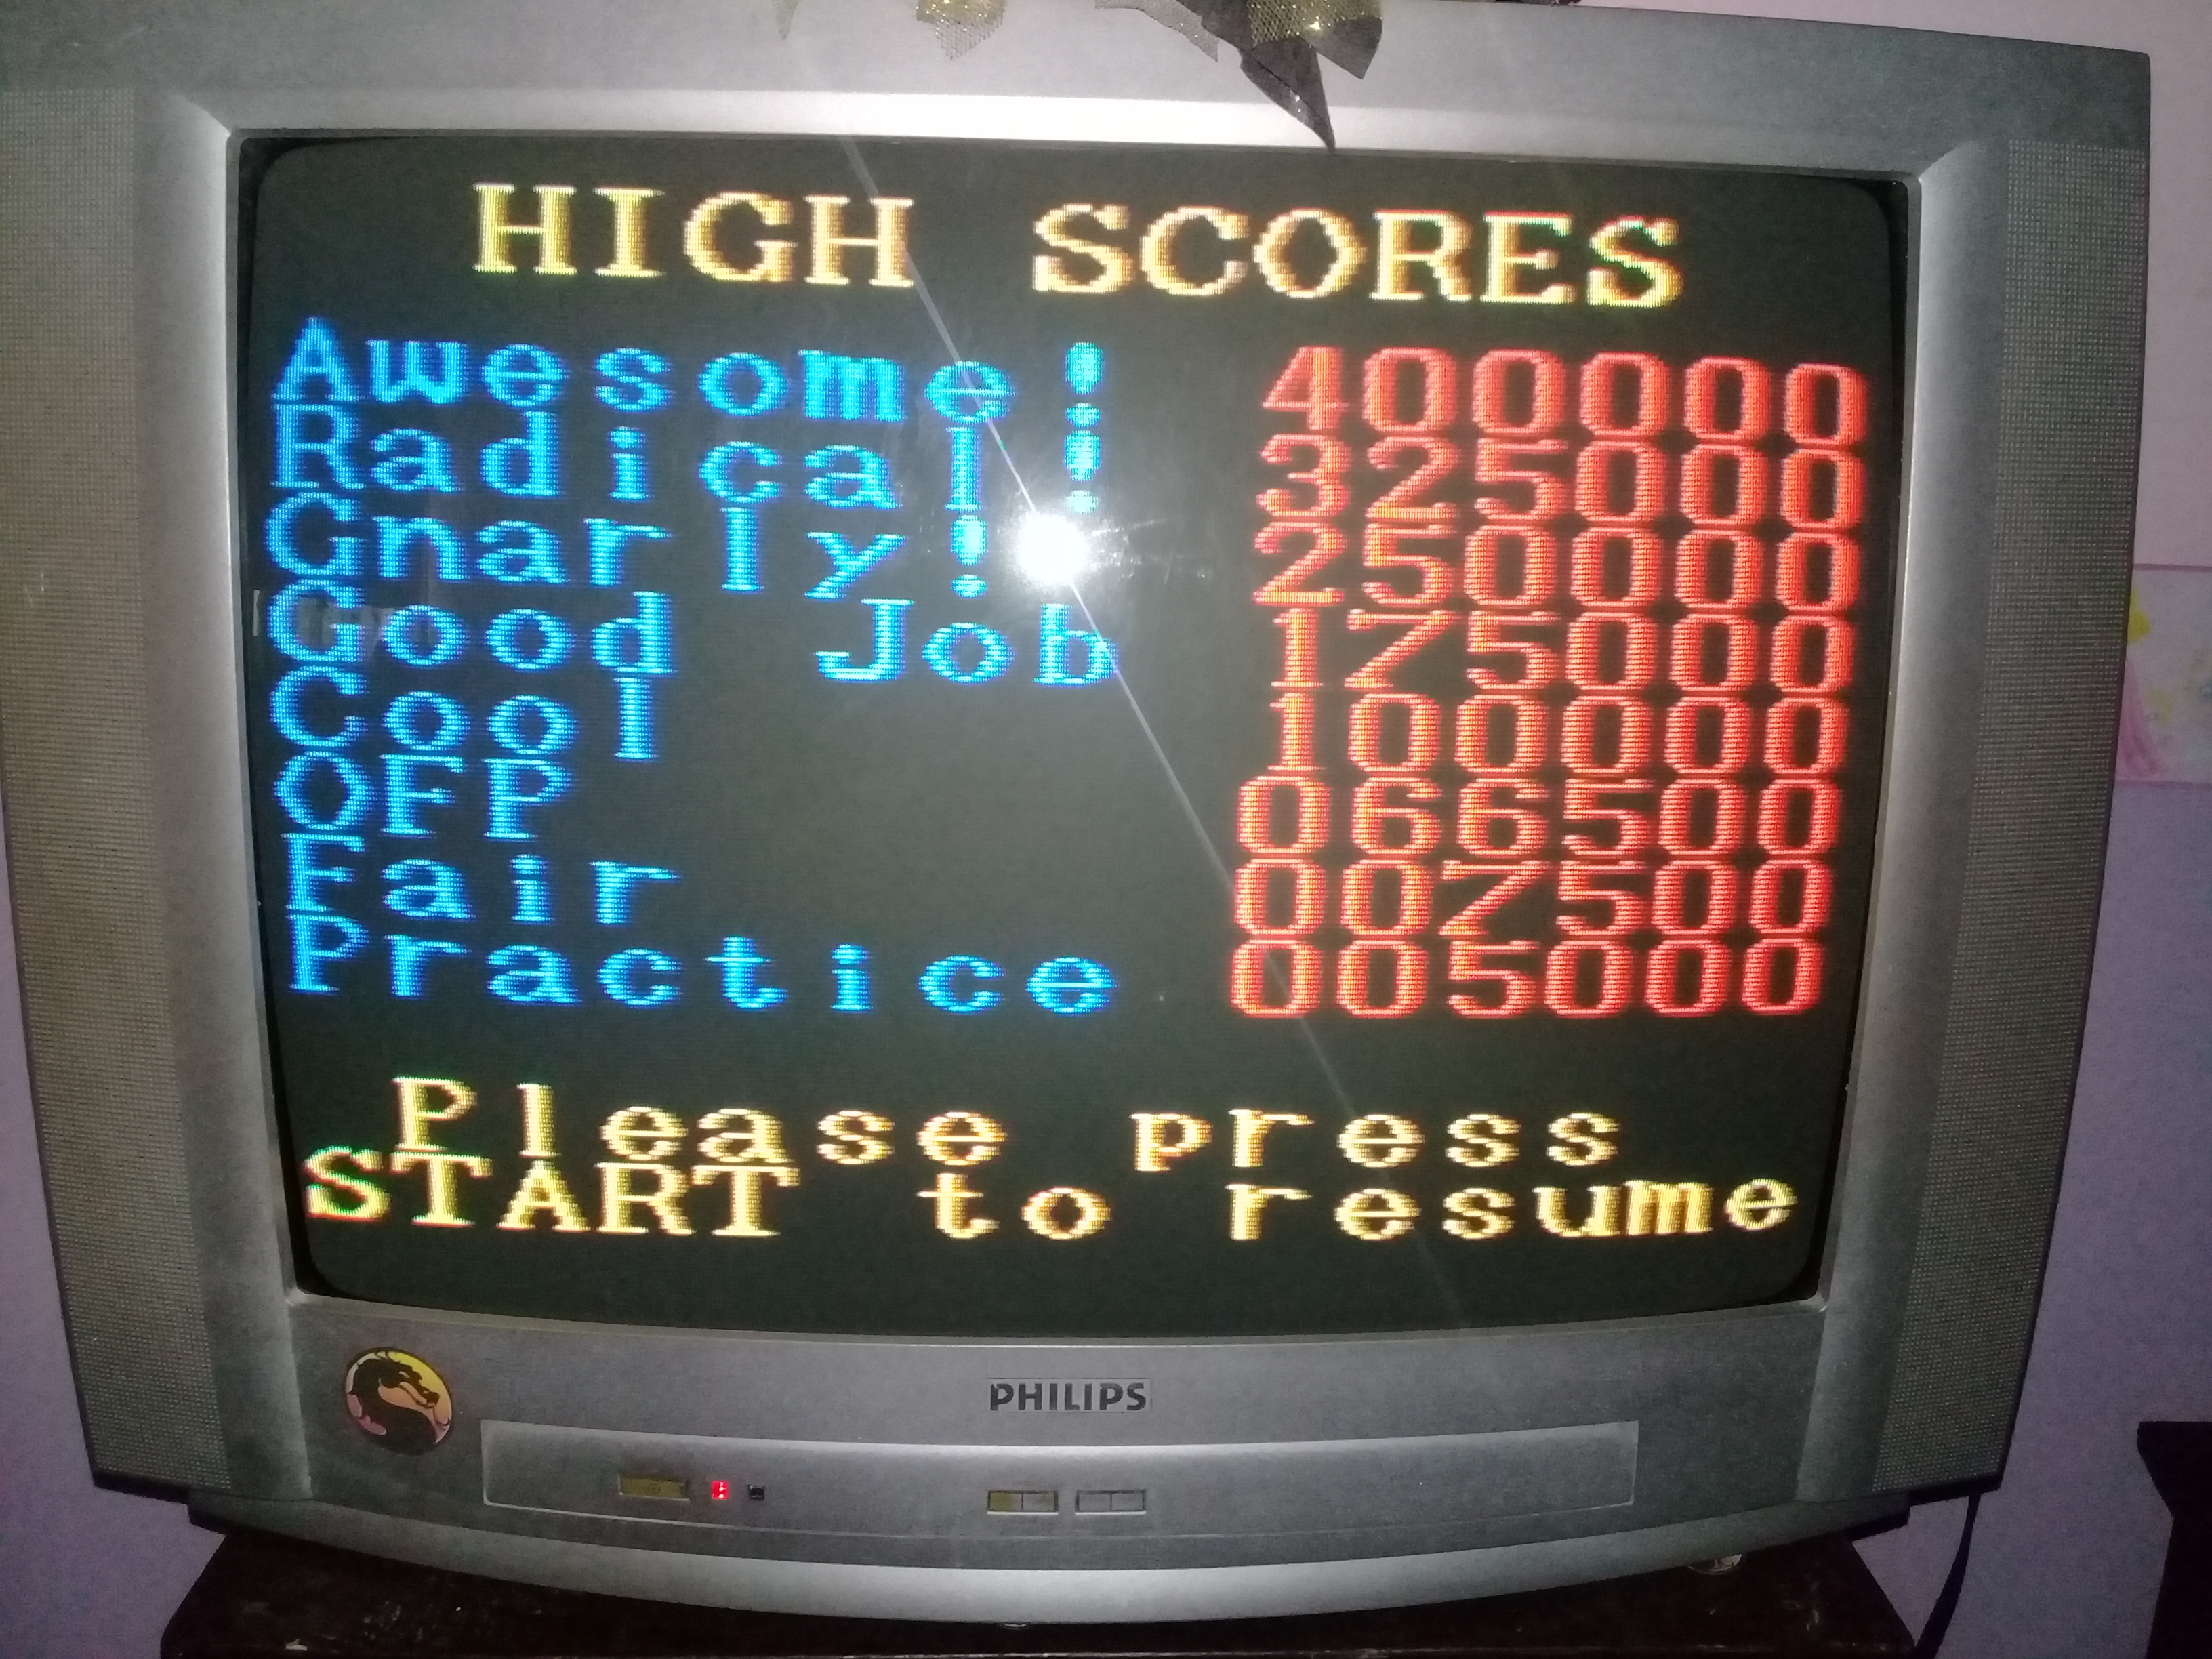 HIGH SCORES
Awesome! 400000
Radical! 325000
Gnarly! 250000
Good Job 175000
Cool 100000
OFP 066500
Fair 007500
Practice 005000
Please press
START to resume
PHILIPS